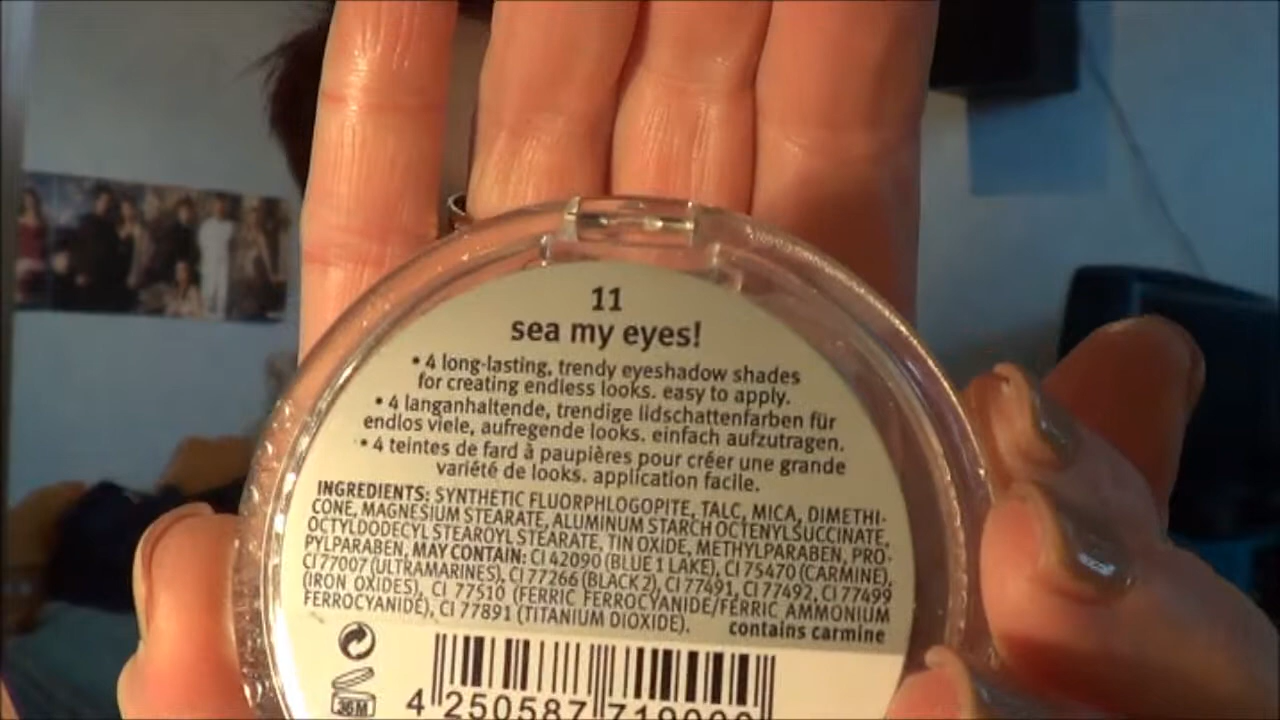 11
sea my eyes!
• 4 long-lasting, trendy eyeshadow shades
for creating endless looks. easy to apply.
• 4 langanhaltende, trendige lidschattenfarben für
endlos viele, aufregende looks. einfach aufzutragen.
• 4 teintes de fard à paupières pour créer une grande
variété de looks. application facile.
INGREDIENTS: SYNTHETIC FLUORPHLOGOPITE, TALC, MICA, DIMETHI-
CONE, MAGNESIUM STEARATE, ALUMINUM STARCH OCTENYLSUCCINATE,
OCTYLDODECYL STEAROYL STEARATE, TIN OXIDE, METHYLPARABEN, PRO-
PYLPARABEN, MAY CONTAIN: CI 42090 (BLUE 1 LAKE), CI 75470 (CARMINE),
CI 77007 (ULTRAMARINES), CI 77266 (BLACK 2), CI 77491, CI 77492, CI 77499
(IRON OXIDES), CI 77510 (FERRIC FERROCYANIDE/FERRIC AMMONIUM
FERROCYANIDE), CI 77891 (TITANIUM DIOXIDE).
contains carmine
36 M
4 250587